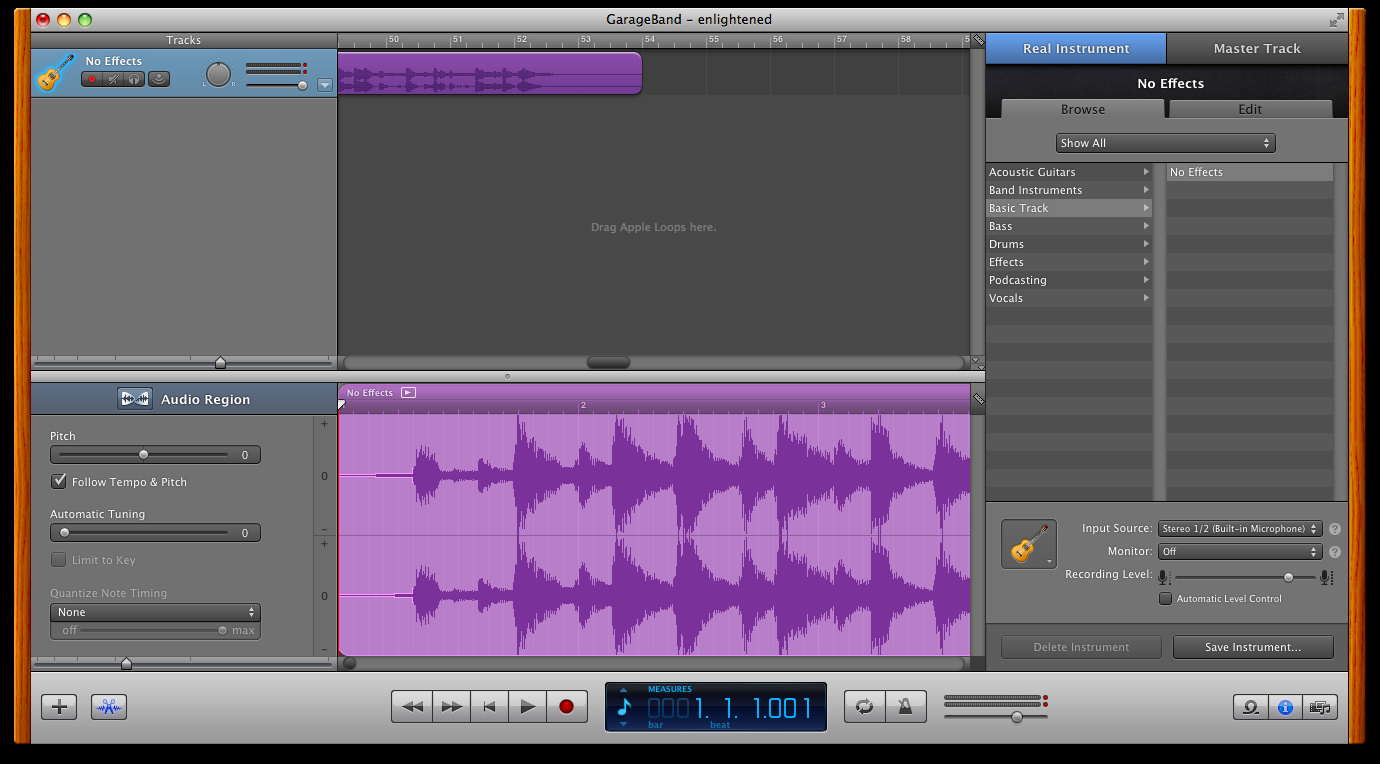 GarageBand - enlightened
Tracks
50 51 52 53 54 55 56 57 58
Real Instrument
Master Track
No Effects
L R
No Effects
Browse
Edit
Show All
Acoustic Guitars
No Effects
Band Instruments
Basic Track
Bass
Drums
Effects
Podcasting
Vocals
Drag Apple Loops here.
Audio Region
No Effects
2 3
Pitch
0
Follow Tempo & Pitch
Automatic Tuning
0
Limit to Key
Quantize Note Timing
None
off max
+
0
−
+
0
−
Input Source: Stereo 1/2 (Built-in Microphone) ?
Monitor: Off ?
Recording Level:
Automatic Level Control
Delete Instrument
Save Instrument...
MEASURES
0001. 1. 1.001
bar beat